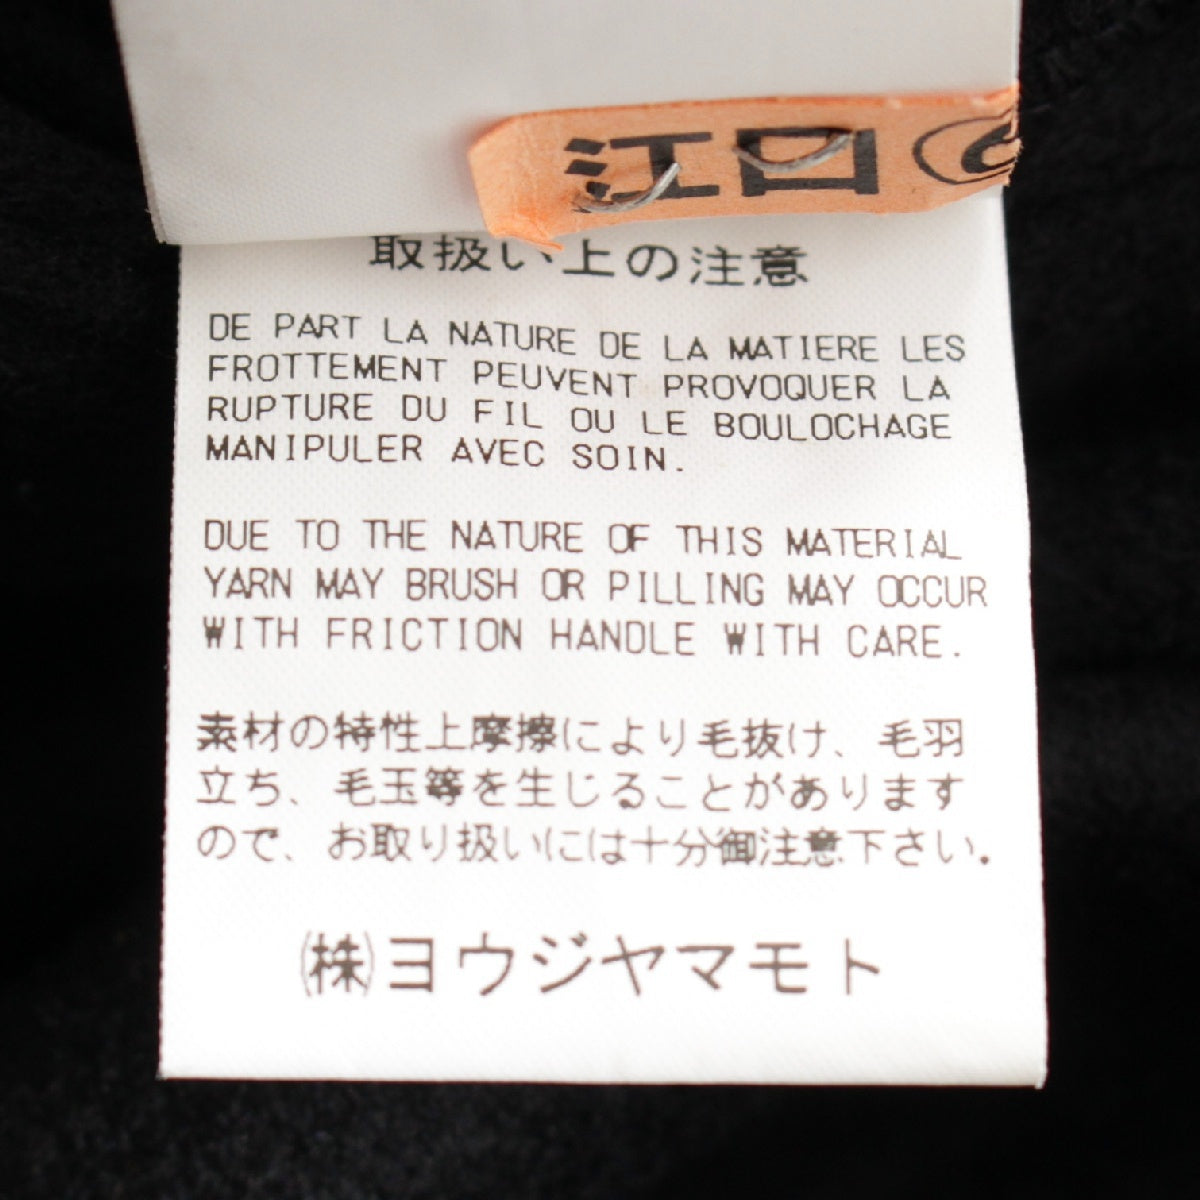 江口
取扱い上の注意
DE PART LA NATURE DE LA MATIERE LES
FROTTEMENT PEUVENT PROVOQUER LA
RUPTURE DU FIL OU LE BOULOCHAGE
MANIPULER AVEC SOIN.
DUE TO THE NATURE OF THIS MATERIAL
YARN MAY BRUSH OR PILLING MAY OCCUR
WITH FRICTION HANDLE WITH CARE.
素材の特性上摩擦により毛抜け、毛羽
立ち、毛玉等を生じることがあります
ので、お取り扱いには十分御注意下さい。
㈱ヨウジヤマモト